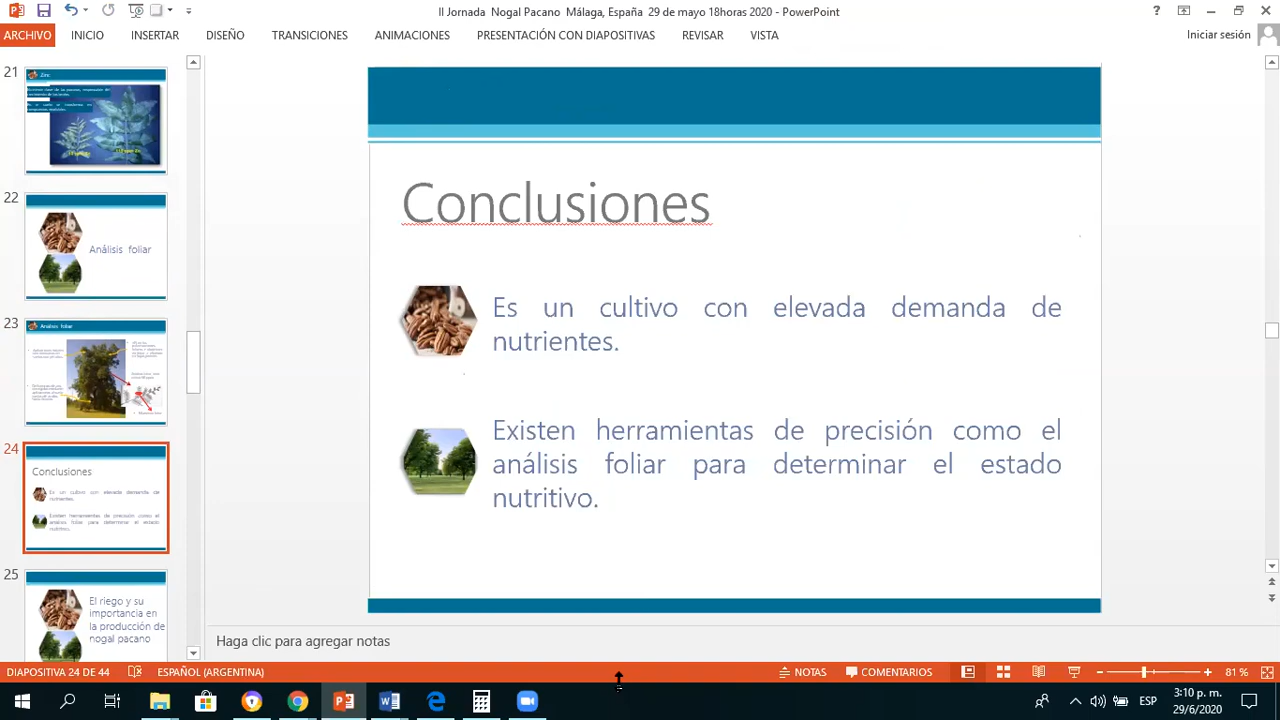 II Jornada Nogal Pacano Málaga, España 29 de mayo 18horas 2020 - PowerPoint
ARCHIVO INICIO INSERTAR DISEÑO TRANSICIONES ANIMACIONES PRESENTACIÓN CON DIAPOSITIVAS REVISAR VISTA Iniciar sesión
21
Zinc
22
Análisis foliar
23
Análisis foliar
24
Conclusiones
Es un cultivo con elevada demanda de
nutrientes.
Existen herramientas de precisión como el
análisis foliar para determinar el estado
nutritivo.
25
El riego y su
importancia en
la producción de
nogal pacano
Conclusiones
Es un cultivo con elevada demanda de
nutrientes.
Existen herramientas de precisión como el
análisis foliar para determinar el estado
nutritivo.
Haga clic para agregar notas
DIAPOSITIVA 24 DE 44 ESPAÑOL (ARGENTINA) NOTAS COMENTARIOS 81 %
ESP
3:10 p. m.
29/6/2020